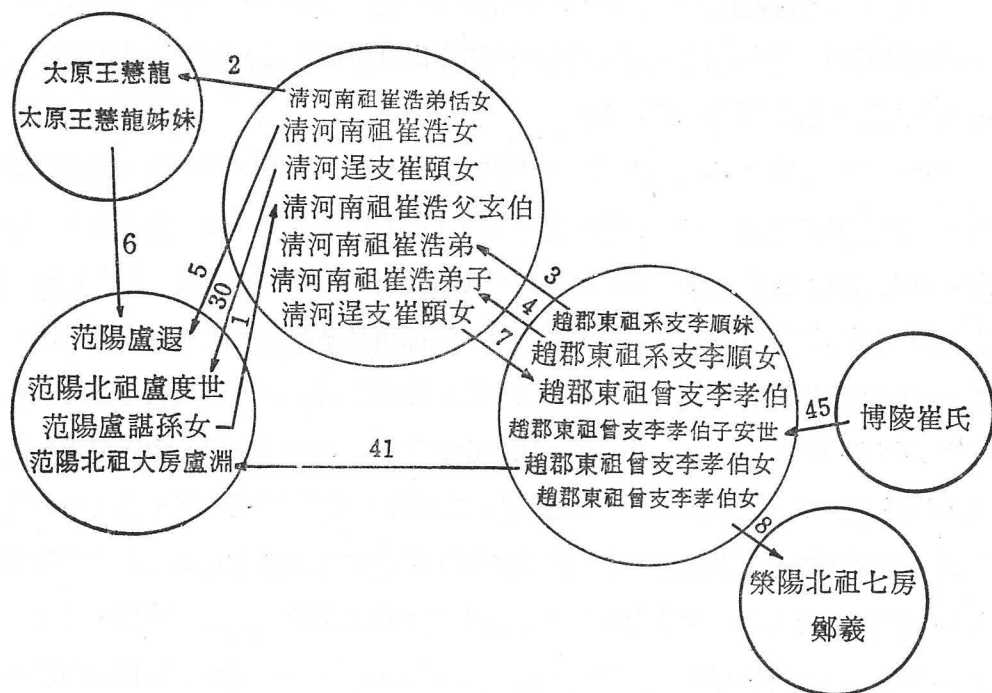 太原王慧龍
太原王慧龍姊妹
2
6
清河南祖崔浩弟恬女
清河南祖崔浩女
清河逞支崔頤女
清河南祖崔浩父玄伯
清河南祖崔浩弟
清河南祖崔浩弟子
清河逞支崔頤女
5
30
1
3
4
7
范陽盧遐
范陽北祖盧度世
范陽盧諶孫女
范陽北祖大房盧淵
41
趙郡東祖系支李順妹
趙郡東祖系支李順女
趙郡東祖曾支李孝伯
趙郡東祖曾支李孝伯子安世
趙郡東祖曾支李孝伯女
趙郡東祖曾支李孝伯女
45
博陵崔氏
8
滎陽北祖七房
鄭羲